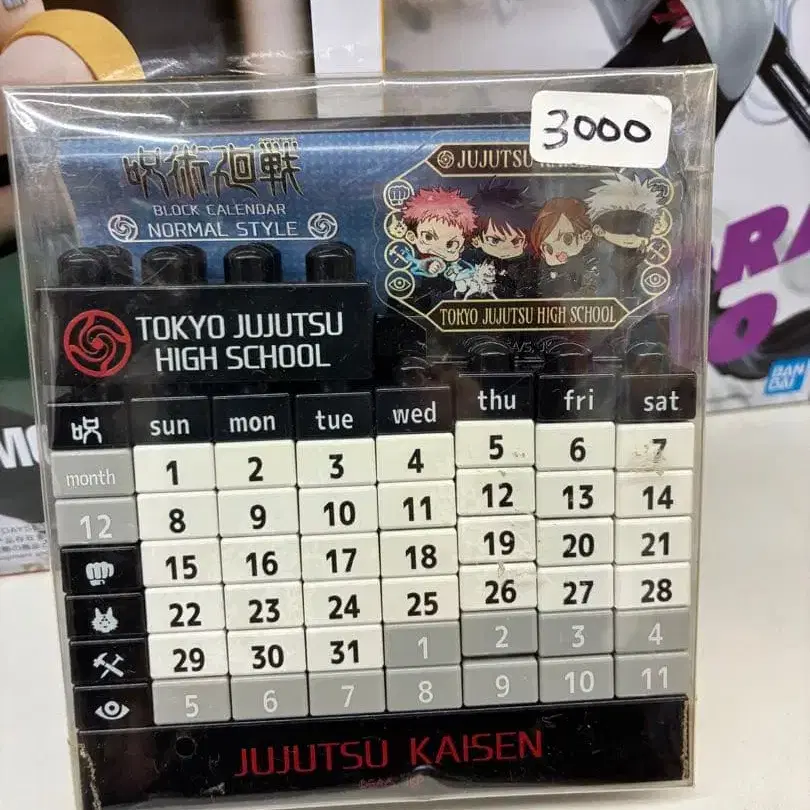 3000
呪術廻戦
BLOCK CALENDAR
NORMAL STYLE
JUJUTSU
TOKYO JUJUTSU HIGH SCHOOL
TOKYO JUJUTSU
HIGH SCHOOL
呪 sun mon tue wed thu fri sat
month 1 2 3 4 5 6 7
12 8 9 10 11 12 13 14
15 16 17 18 19 20 21
22 23 24 25 26 27 28
29 30 31 1 2 3 4
5 6 7 8 9 10 11
JUJUTSU KAISEN
BAN
DAI